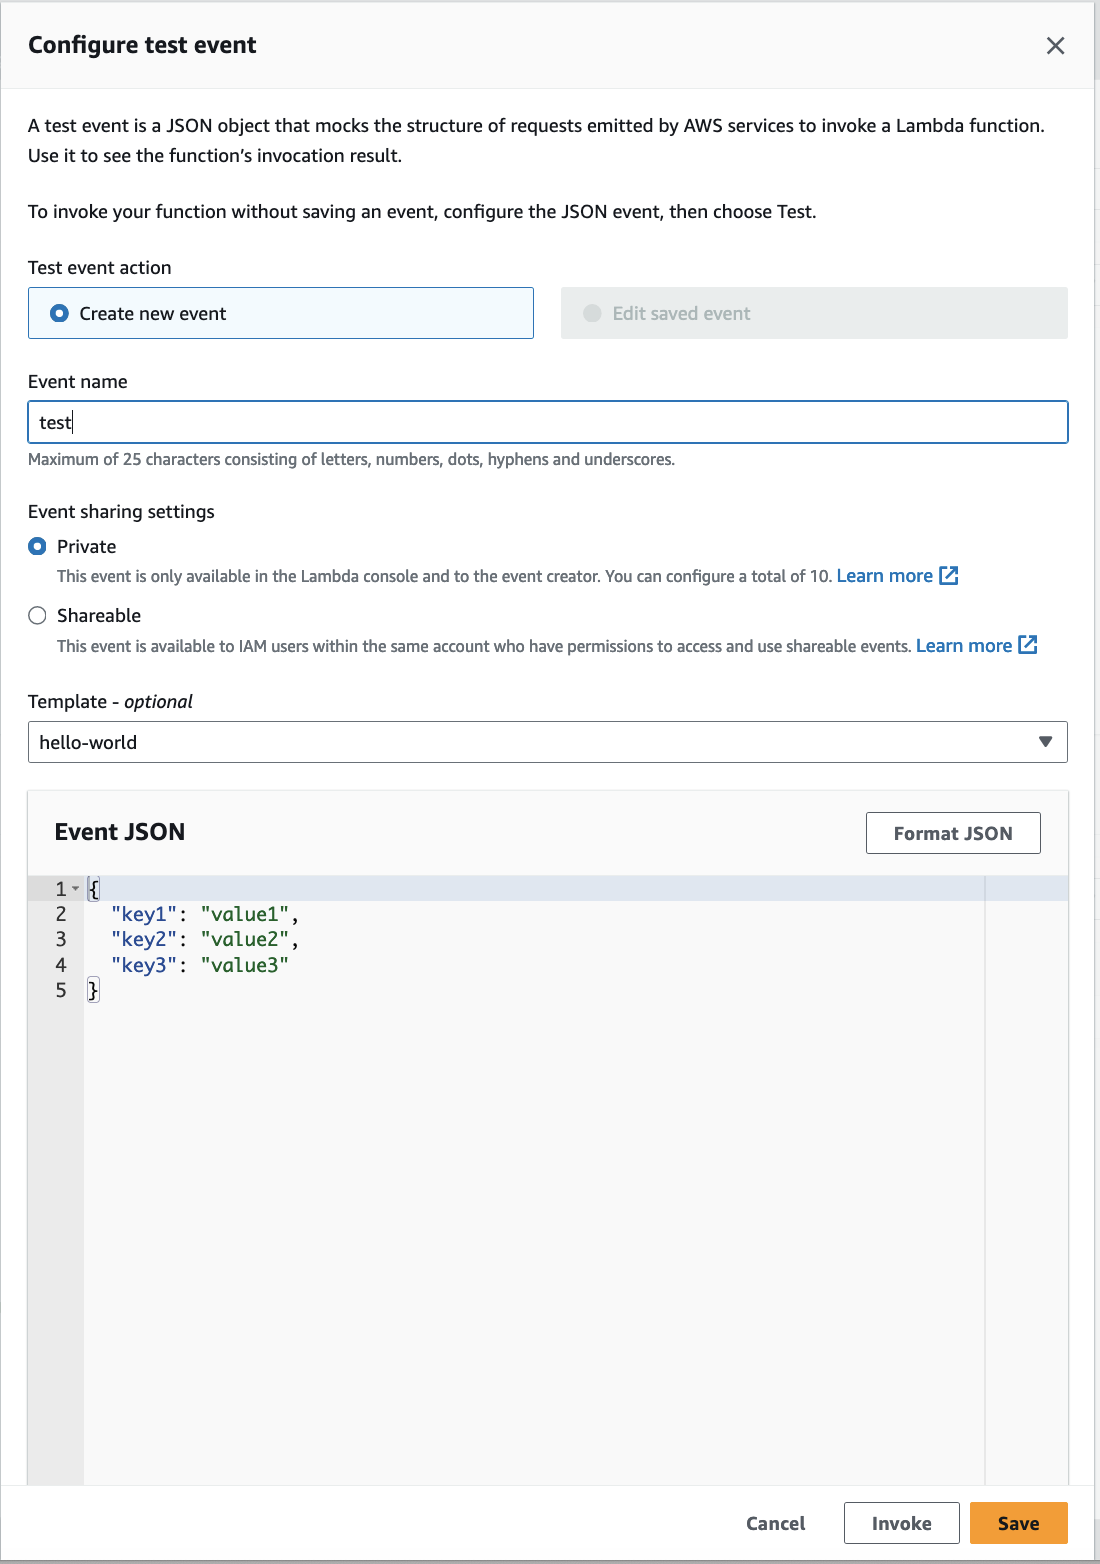 Configure test event
A test event is a JSON object that mocks the structure of requests emitted by AWS services to invoke a Lambda function.
Use it to see the function’s invocation result.
To invoke your function without saving an event, configure the JSON event, then choose Test.
Test event action
Create new event
Edit saved event
Event name
test
Maximum of 25 characters consisting of letters, numbers, dots, hyphens and underscores.
Event sharing settings
Private
This event is only available in the Lambda console and to the event creator. You can configure a total of 10. Learn more
Shareable
This event is available to IAM users within the same account who have permissions to access and use shareable events. Learn more
Template - optional
hello-world
Event JSON
Format JSON
1 {
2 "key1": "value1",
3 "key2": "value2",
4 "key3": "value3"
5 }
Cancel
Invoke
Save